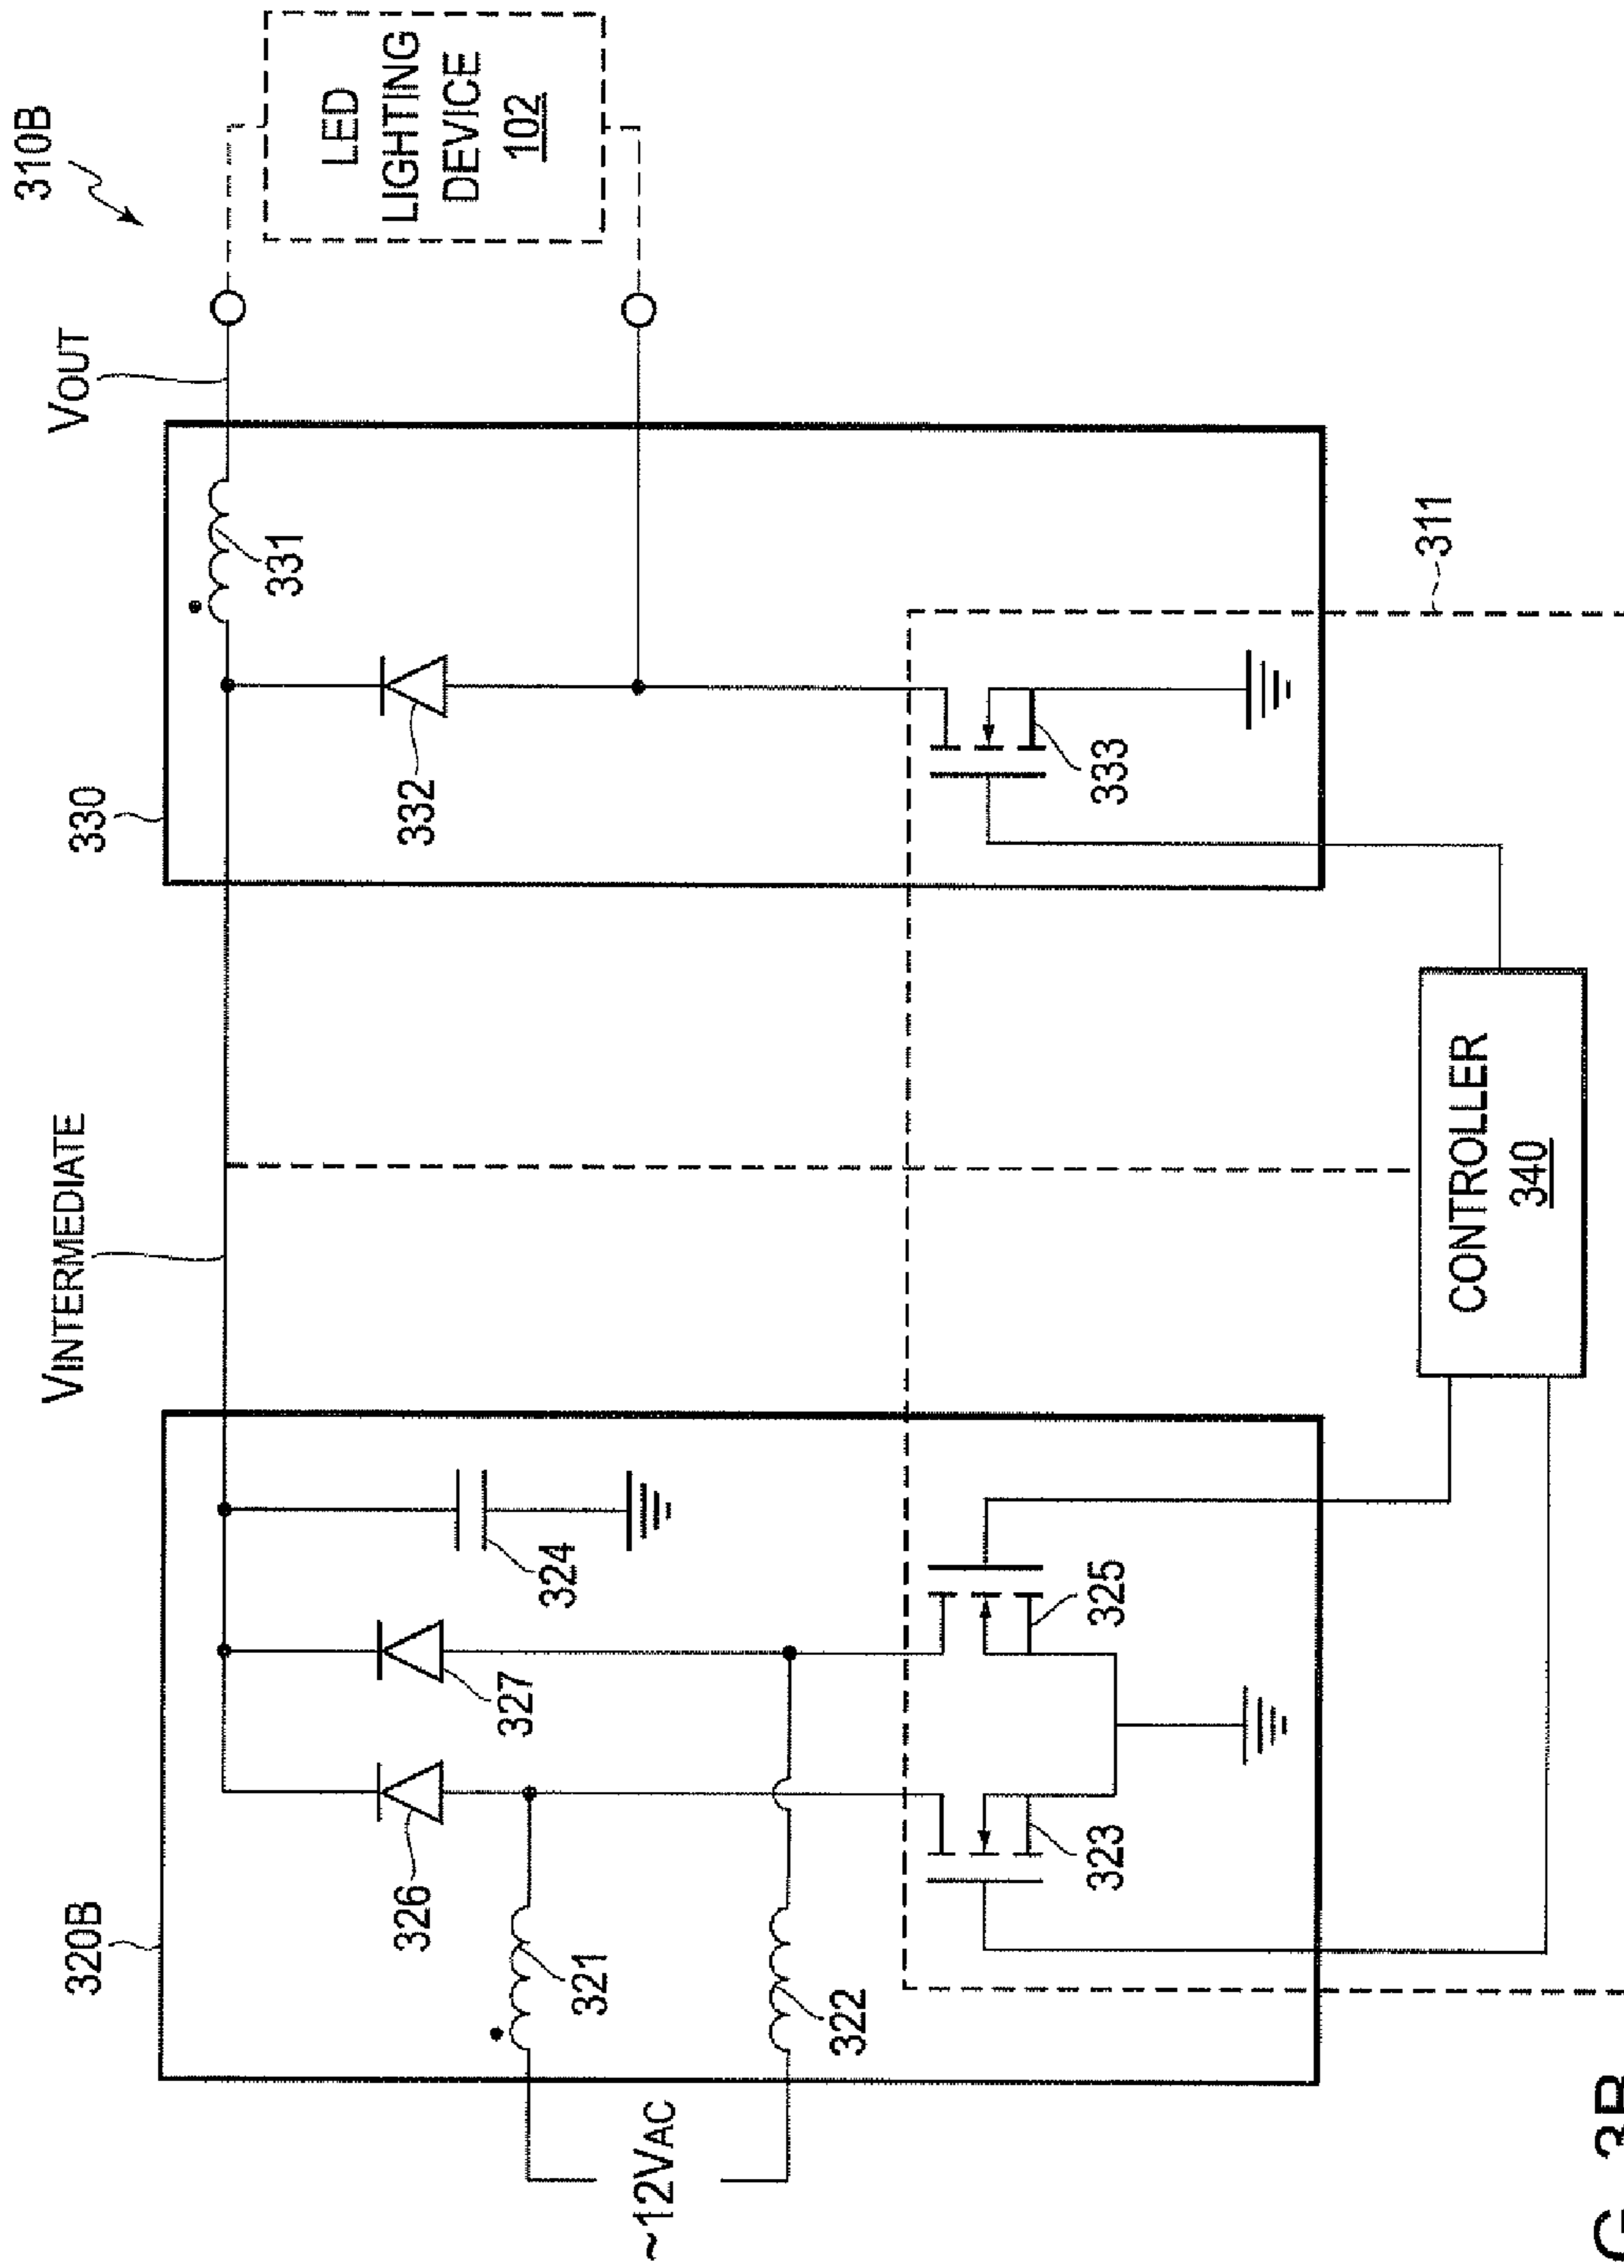 310B
VINTERMEDIATE
VOUT
320B
330
326
327
324
332
331
LED
LIGHTING
DEVICE
102
321
322
~12VAC
323
325
333
311
CONTROLLER
340